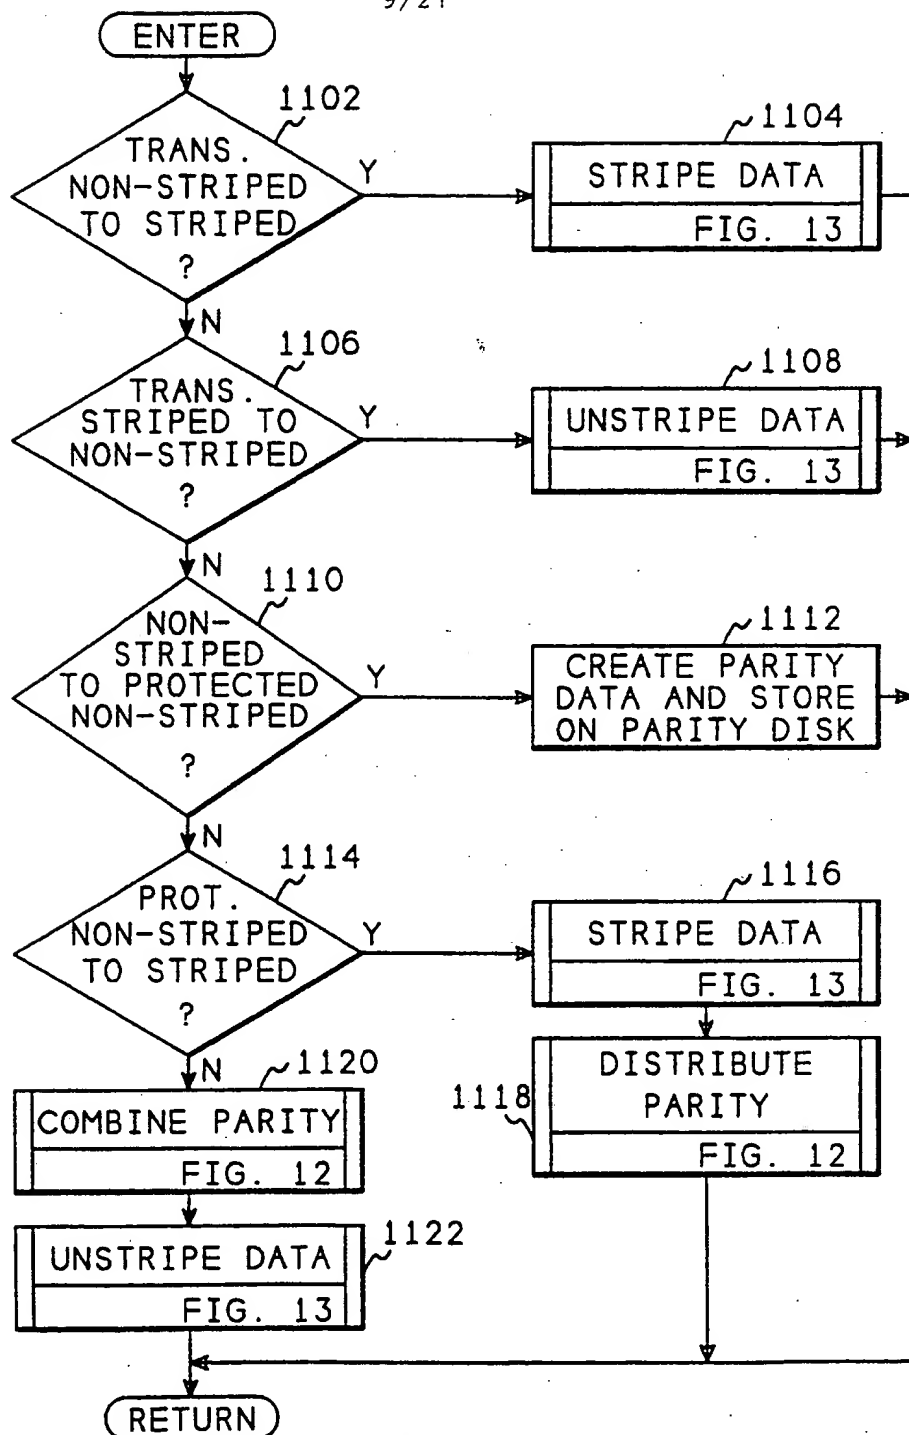 ENTER
1102
TRANS.
NON-STRIPED
TO STRIPED
?
Y
N
1104
STRIPE DATA
FIG. 13
1106
TRANS.
STRIPED TO
NON-STRIPED
?
Y
N
1108
UNSTRIPE DATA
FIG. 13
1110
NON-
STRIPED
TO PROTECTED
NON-STRIPED
?
Y
N
1112
CREATE PARITY
DATA AND STORE
ON PARITY DISK
1114
PROT.
NON-STRIPED
TO STRIPED
?
Y
N
1116
STRIPE DATA
FIG. 13
1118
DISTRIBUTE
PARITY
FIG. 12
1120
COMBINE PARITY
FIG. 12
1122
UNSTRIPE DATA
FIG. 13
RETURN